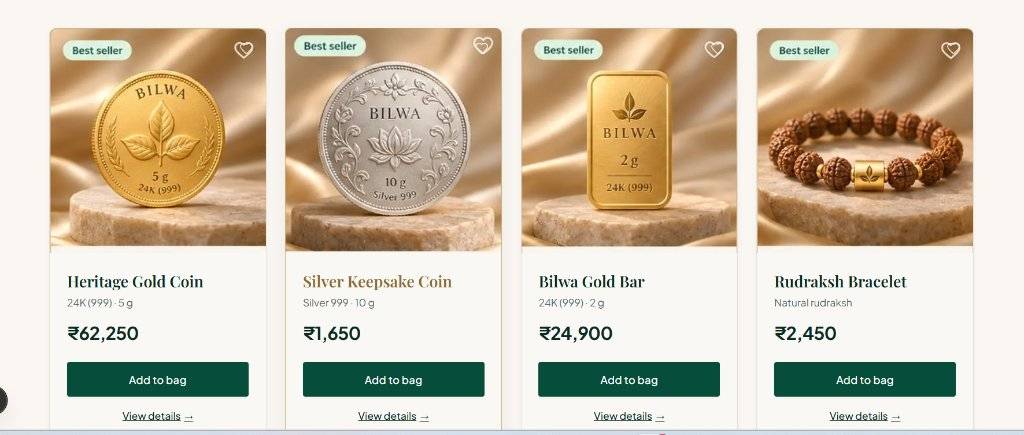 Best seller
BILWA
5 g
24K (999)
Heritage Gold Coin
24K (999) · 5 g
₹62,250
Add to bag
View details →
Best seller
BILWA
10 g
Silver 999
Silver Keepsake Coin
Silver 999 · 10 g
₹1,650
Add to bag
View details →
Best seller
BILWA
2 g
24K (999)
Bilwa Gold Bar
24K (999) · 2 g
₹24,900
Add to bag
View details →
Best seller
Rudraksh Bracelet
Natural rudraksh
₹2,450
Add to bag
View details →